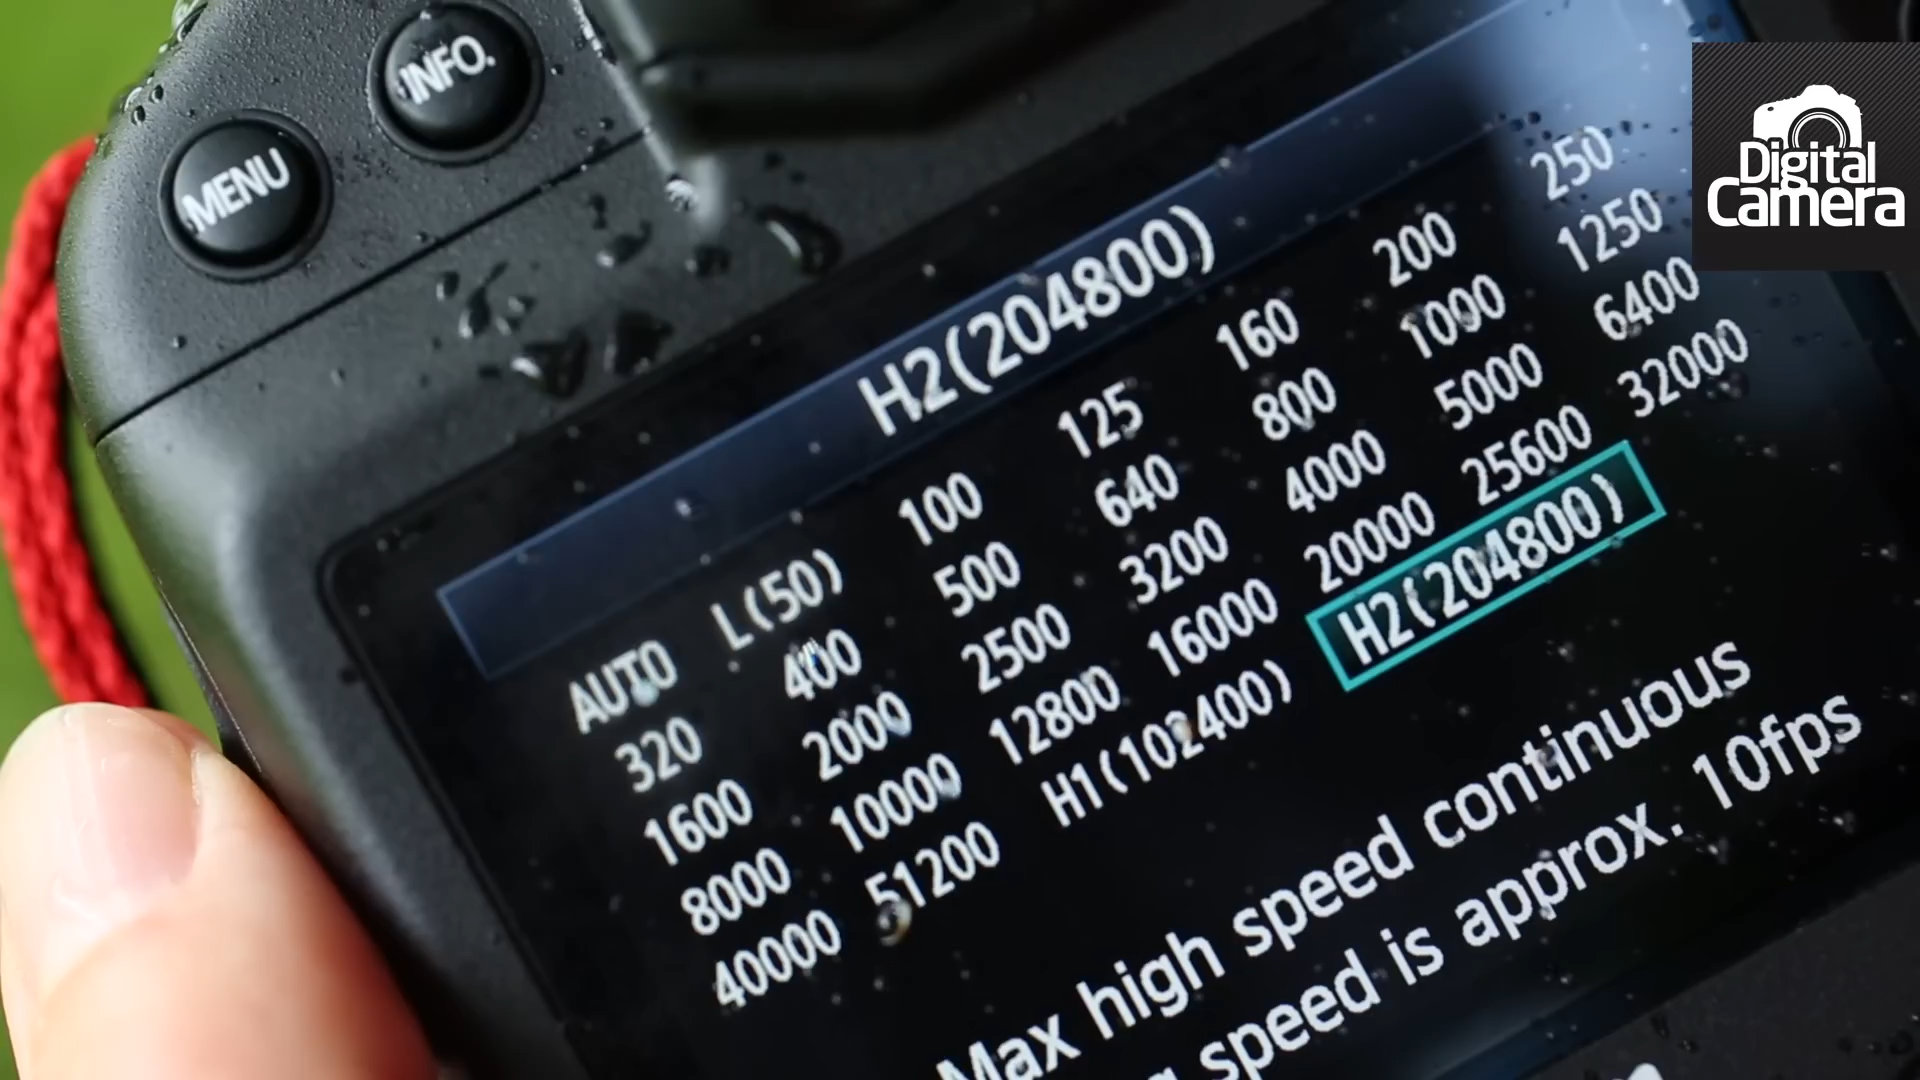 MENU
INFO.
Digital
Camera
H2(204800)
AUTO L(50) 100 125 160 200 250
320 400 500 640 800 1000 1250
1600 2000 2500 3200 4000 5000 6400
8000 10000 12800 16000 20000 25600 32000
40000 51200 H1(102400) H2(204800)
Max high speed continuous
speed is approx. 10fps